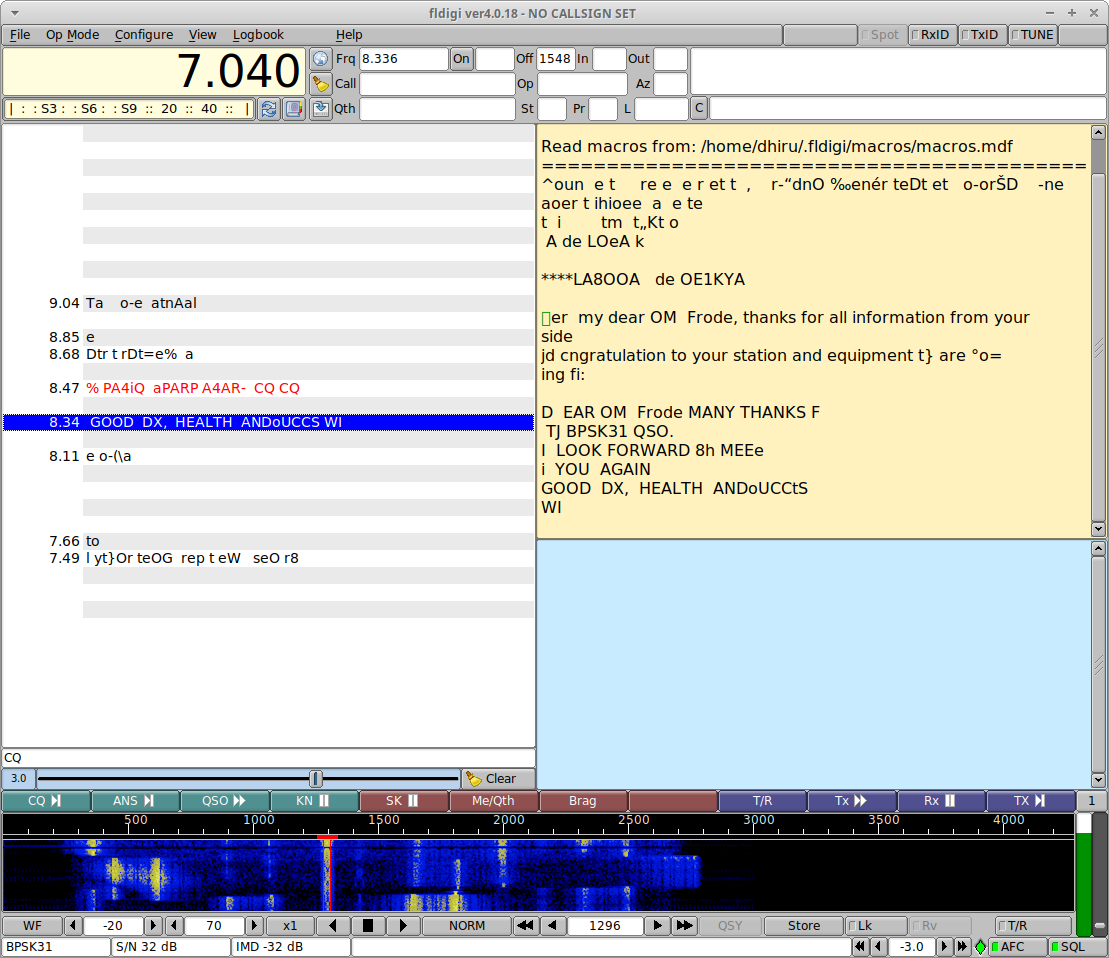 fldigi ver4.0.18 - NO CALLSIGN SET
File Op Mode Configure View Logbook Help
Spot RxID TxID TUNE
7.040
Frq 8.336 On Off 1548 In Out
Call Op Az
| : : S3 : : S6 : : S9 :: 20 :: 40 :: |
Qth St Pr L C
9.04 Ta o-e atnAal
8.85 e
8.68 Dtr t rDt=e% a
8.47 % PA4iQ aPARP A4AR- CQ CQ
8.34 GOOD DX, HEALTH ANDoUCCS WI
8.11 e o-(\a
7.66 to
7.49 l yt}Or teOG rep t eW seO r8
CQ
3.0 Clear
Read macros from: /home/dhiru/.fldigi/macros/macros.mdf
==========================================
^oun e t re e e r et t , r-“dnO ‰enér teDt et o-orŠD -ne
aoer t ihioee a e te
t i tm t„Kt o
A de LOeA k
****LA8OOA de OE1KYA
er my dear OM Frode, thanks for all information from your
side
jd cngratulation to your station and equipment t} are °o=
ing fi:
D EAR OM Frode MANY THANKS F
TJ BPSK31 QSO.
I LOOK FORWARD 8h MEEe
i YOU AGAIN
GOOD DX, HEALTH ANDoUCCtS
WI
CQ ANS QSO KN SK Me/Qth Brag T/R Tx Rx TX 1
500 1000 1500 2000 2500 3000 3500 4000
WF -20 70 x1 NORM 1296 QSY Store Lk Rv T/R
BPSK31 S/N 32 dB IMD -32 dB -3.0 AFC SQL